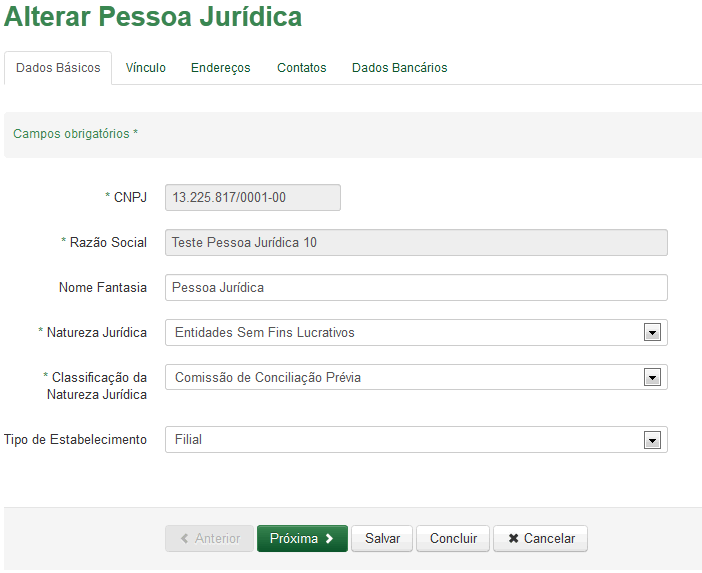 Alterar Pessoa Jurídica
Dados Básicos Vínculo Endereços Contatos Dados Bancários
Campos obrigatórios *
* CNPJ 13.225.817/0001-00
* Razão Social Teste Pessoa Jurídica 10
Nome Fantasia Pessoa Jurídica
* Natureza Jurídica Entidades Sem Fins Lucrativos
* Classificação da Natureza Jurídica Comissão de Conciliação Prévia
Tipo de Estabelecimento Filial
Anterior Próxima Salvar Concluir Cancelar